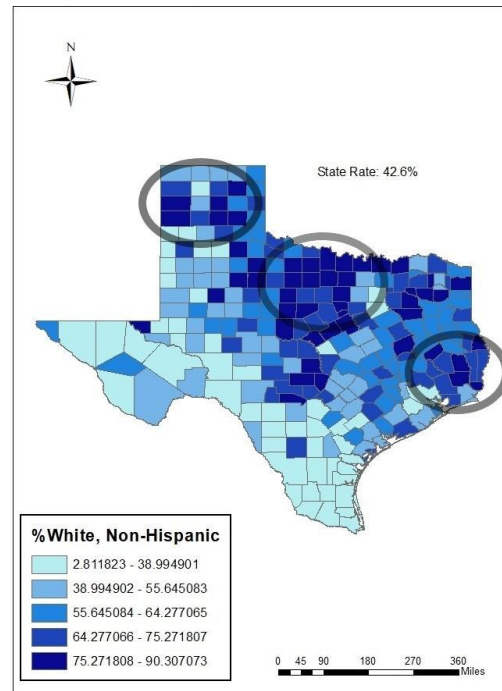 N
State Rate: 42.6%
%White, Non-Hispanic
2.811823 - 38.994901
38.994902 - 55.645083
55.645084 - 64.277065
64.277066 - 75.271807
75.271808 - 90.307073
0 45 90 180 270 360
Miles